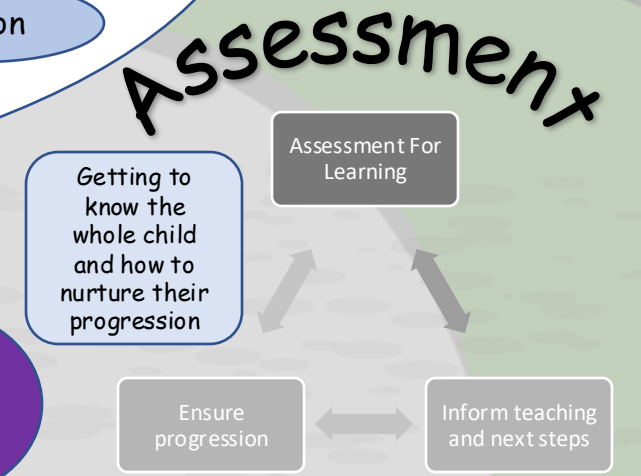 on
Assessment
Assessment For
Learning
Getting to
know the
whole child
and how to
nurture their
progression
Ensure
progression
Inform teaching
and next steps